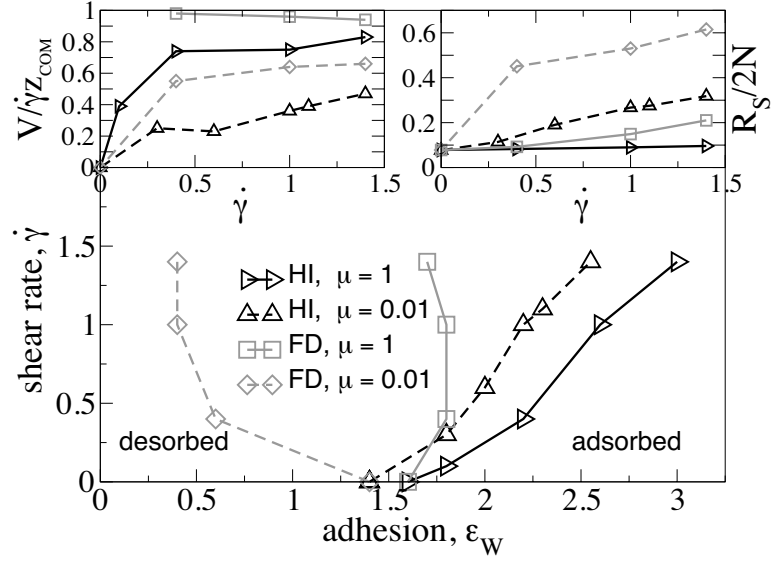 V/γ̇z_COM
1
0.8
0.6
0.4
0.2
0
0 0.5 1 1.5
γ̇
0.6
0.4
0.2
0
0.5 1 1.5
γ̇
R_S/2N
shear rate, γ̇
1.5
1
0.5
0
HI, μ = 1
HI, μ = 0.01
FD, μ = 1
FD, μ = 0.01
desorbed
adsorbed
0 0.5 1 1.5 2 2.5 3
adhesion, ε_W